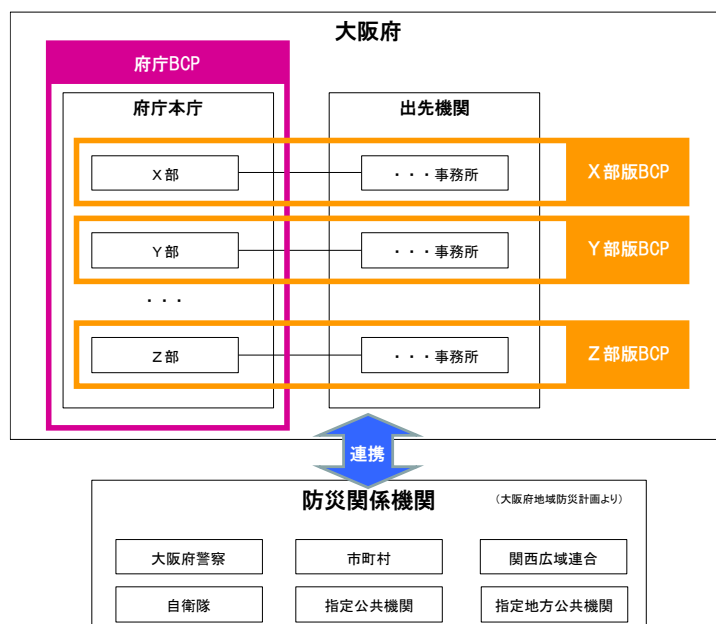 大阪府
府庁BCP
府庁本庁
出先機関
X部
・・・事務所
X部版BCP
Y部
・・・事務所
Y部版BCP
・・・
Z部
・・・事務所
Z部版BCP
連携
防災関係機関
（大阪府地域防災計画より）
大阪府警察
市町村
関西広域連合
自衛隊
指定公共機関
指定地方公共機関